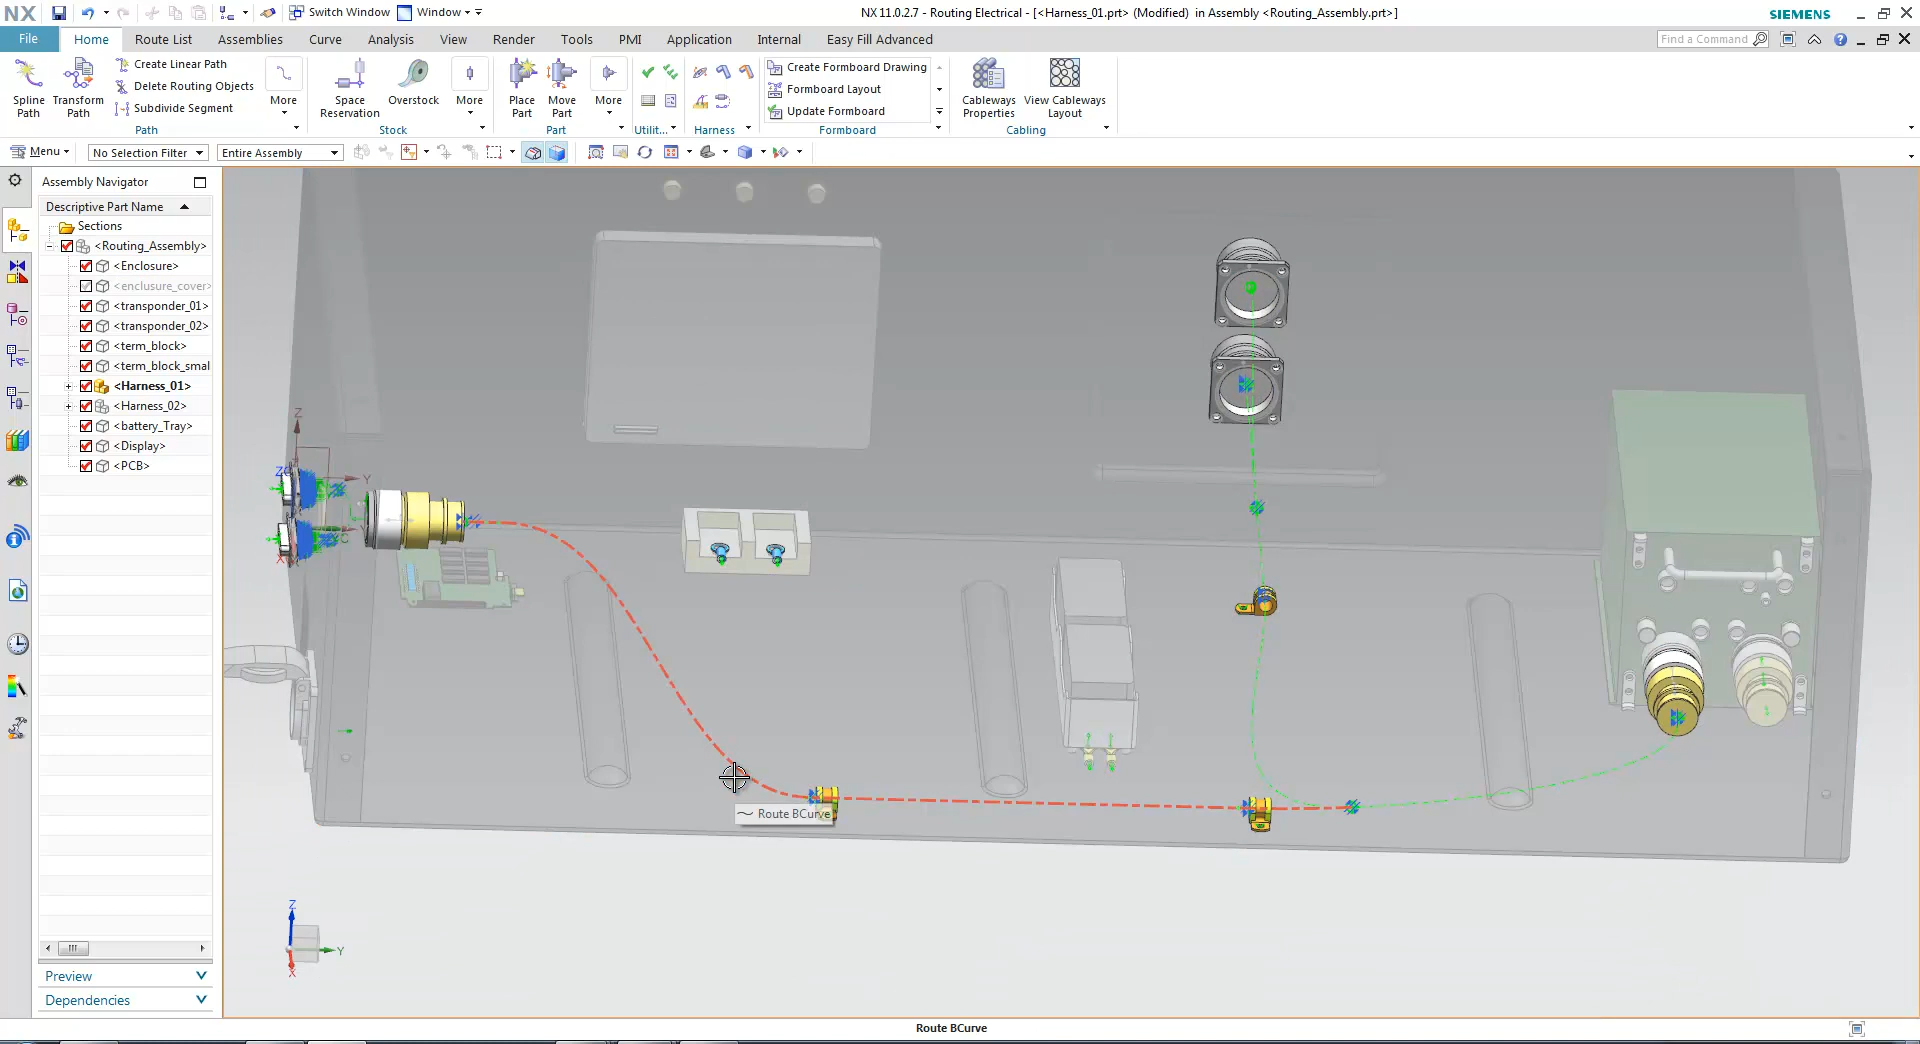 NX
Switch Window
Window
NX 11.0.2.7 - Routing Electrical - [<Harness_01.prt> (Modified) in Assembly <Routing_Assembly.prt>]
SIEMENS
File
Home
Route List
Assemblies
Curve
Analysis
View
Render
Tools
PMI
Application
Internal
Easy Fill Advanced
Find a Command
Spline Path
Transform Path
Create Linear Path
Delete Routing Objects
Subdivide Segment
More
Path
Space Reservation
Overstock
More
Stock
Place Part
Move Part
More
Part
Utilit...
Harness
Create Formboard Drawing
Formboard Layout
Update Formboard
Formboard
Cableways Properties
View Cableways Layout
Cabling
Menu
No Selection Filter
Entire Assembly
Assembly Navigator
Descriptive Part Name
Sections
<Routing_Assembly>
<Enclosure>
<enclusure_cover>
<transponder_01>
<transponder_02>
<term_block>
<term_block_smal
<Harness_01>
<Harness_02>
<battery_Tray>
<Display>
<PCB>
Preview
Dependencies
Z
Y
X
Route BCurve
Z
Y
X
Route BCurve